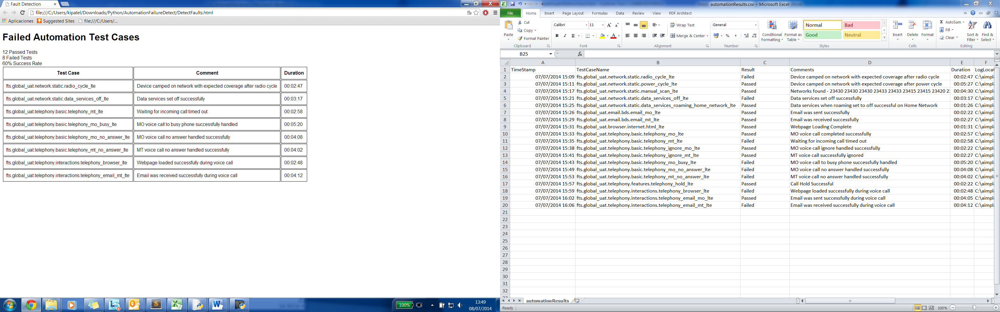 Fault Detection
file:///C:/Users/kipatel/Downloads/Python/AutomationFailureDetect/DetectFaults.html
Aplicaciones Suggested Sites file:///C:/Users/...
Failed Automation Test Cases
12 Passed Tests
8 Failed Tests
60% Success Rate
Test Case Comment Duration
fts.global_uat.network.static.radio_cycle_lte Device camped on network with expected coverage after radio cycle 00:02:47
fts.global_uat.network.static.data_services_off_lte Data services set off successfully 00:03:17
fts.global_uat.telephony.basic.telephony_mt_lte Waiting for incoming call timed out 00:02:58
fts.global_uat.telephony.basic.telephony_mo_busy_lte MO voice call to busy phone successfully handled 00:05:20
fts.global_uat.telephony.basic.telephony_mo_no_answer_lte MO voice call no answer handled successfully 00:04:08
fts.global_uat.telephony.basic.telephony_mt_no_answer_lte MT voice call no answer handled successfully 00:04:02
fts.global_uat.telephony.interactions.telephony_browser_lte Webpage loaded successfully during voice call 00:02:48
fts.global_uat.telephony.interactions.telephony_email_mt_lte Email was received successfully during voice call 00:04:12
100% 13:49
08/07/2014
automationResults.csv - Microsoft Excel
File Home Insert Page Layout Formulas Data Review View PDF Architect
Paste Cut Copy Format Painter Clipboard
Calibri 11 B I U Font
Wrap Text Merge & Center Alignment
General % , Number
Conditional Formatting Format as Table Normal Bad Good Neutral Styles
Insert Delete Format Cells
Σ AutoSum Fill Clear Sort & Filter Find & Select Editing
B25 fx
A B C D E F
1 TimeStamp TestCaseName Result Comments Duration LogLocat
2 07/07/2014 15:09 fts.global_uat.network.static.radio_cycle_lte Failed Device camped on network with expected coverage after radio cycle 00:02:47 C:\aimpl
3 07/07/2014 15:11 fts.global_uat.network.static.power_cycle_lte Passed Device camped on network with expected coverage after power cycle 00:05:27 C:\aimpl
4 07/07/2014 15:17 fts.global_uat.network.static.manual_scan_lte Passed Networks found - 23430 23430 23430 23433 23433 23415 23415 23420 2 00:04:30 C:\aimpl
5 07/07/2014 15:21 fts.global_uat.network.static.data_services_off_lte Failed Data services set off successfully 00:03:17 C:\aimpl
6 07/07/2014 15:25 fts.global_uat.network.static.data_services_roaming_home_network_lte Passed Data services when roaming set to off successful on Home Network 00:01:26 C:\aimpl
7 07/07/2014 15:26 fts.global_uat.email.bds.email_mo_lte Passed Email was sent successfully 00:02:22 C:\aimpl
8 07/07/2014 15:29 fts.global_uat.email.bds.email_mt_lte Passed Email was received successfully 00:02:27 C:\aimpl
9 07/07/2014 15:31 fts.global_uat.browser.internet.html_lte Passed Webpage Loading Complete 00:01:31 C:\aimpl
10 07/07/2014 15:33 fts.global_uat.telephony.basic.telephony_mo_lte Passed MO voice call completed successfully 00:02:57 C:\aimpl
11 07/07/2014 15:35 fts.global_uat.telephony.basic.telephony_mt_lte Failed Waiting for incoming call timed out 00:02:58 C:\aimpl
12 07/07/2014 15:38 fts.global_uat.telephony.basic.telephony_ignore_mo_lte Passed MO voice call ignore handled successfully 00:02:22 C:\aimpl
13 07/07/2014 15:41 fts.global_uat.telephony.basic.telephony_ignore_mt_lte Passed MT voice call successfully ignored 00:02:27 C:\aimpl
14 07/07/2014 15:43 fts.global_uat.telephony.basic.telephony_mo_busy_lte Failed MO voice call to busy phone successfully handled 00:05:20 C:\aimpl
15 07/07/2014 15:49 fts.global_uat.telephony.basic.telephony_mo_no_answer_lte Failed MO voice call no answer handled successfully 00:04:08 C:\aimpl
16 07/07/2014 15:53 fts.global_uat.telephony.basic.telephony_mt_no_answer_lte Failed MT voice call no answer handled successfully 00:04:02 C:\aimpl
17 07/07/2014 15:57 fts.global_uat.telephony.features.telephony_hold_lte Passed Call Hold Successful 00:02:22 C:\aimpl
18 07/07/2014 15:59 fts.global_uat.telephony.interactions.telephony_browser_lte Failed Webpage loaded successfully during voice call 00:02:48 C:\aimpl
19 07/07/2014 16:02 fts.global_uat.telephony.interactions.telephony_email_mo_lte Passed Email was sent successfully during voice call 00:04:05 C:\aimpl
20 07/07/2014 16:06 fts.global_uat.telephony.interactions.telephony_email_mt_lte Failed Email was received successfully during voice call 00:04:12 C:\aimpl
21
22
23
24
25
26
27
28
29
30
31
32
automationResults
Ready 100%